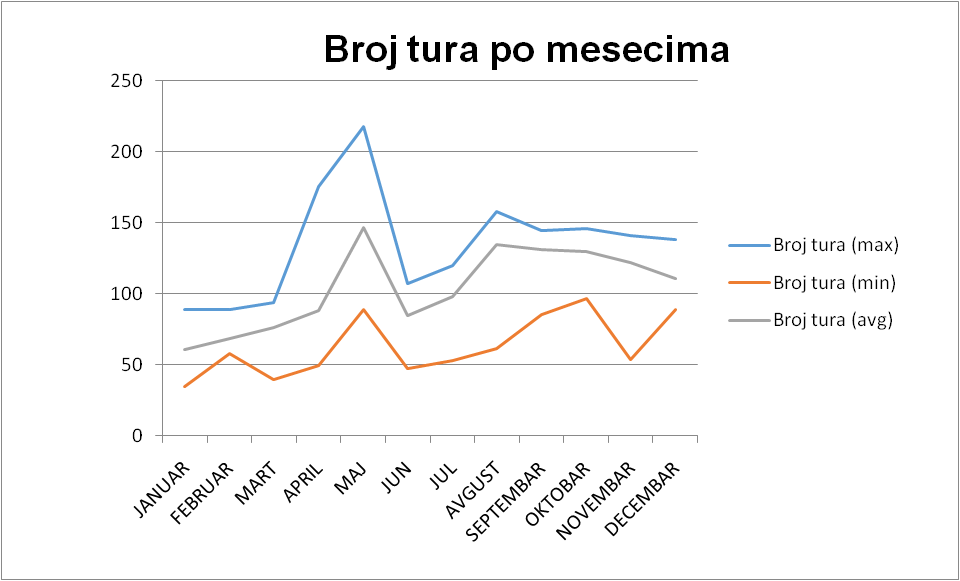 Broj tura po mesecima
250
200
150
100
50
0
JANUAR
FEBRUAR
MART
APRIL
MAJ
JUN
JUL
AVGUST
SEPTEMBAR
OKTOBAR
NOVEMBAR
DECEMBAR
Broj tura (max)
Broj tura (min)
Broj tura (avg)